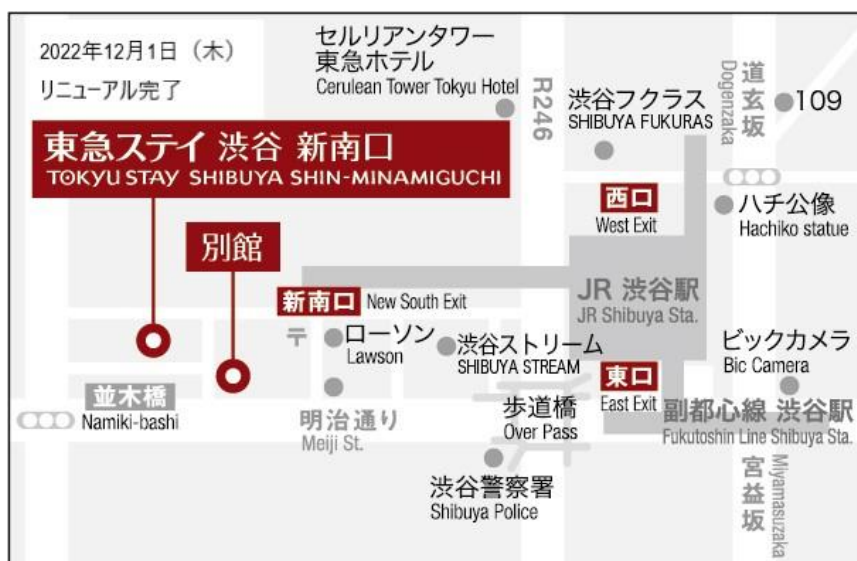 2022年12月1日（木）
リニューアル完了
セルリアンタワー
東急ホテル
Cerulean Tower Tokyu Hotel
R246
渋谷フクラス
SHIBUYA FUKURAS
道玄坂
Dogenzaka
109
東急ステイ 渋谷 新南口
TOKYU STAY SHIBUYA SHIN-MINAMIGUCHI
西口
West Exit
ハチ公像
Hachiko statue
別館
新南口 New South Exit
JR 渋谷駅
JR Shibuya Sta.
〒
ローソン
Lawson
渋谷ストリーム
SHIBUYA STREAM
ビックカメラ
Bic Camera
東口
East Exit
並木橋
Namiki-bashi
明治通り
Meiji St.
歩道橋
Over Pass
副都心線 渋谷駅
Fukutoshin Line Shibuya Sta.
渋谷警察署
Shibuya Police
宮益坂
Miyamasuzaka